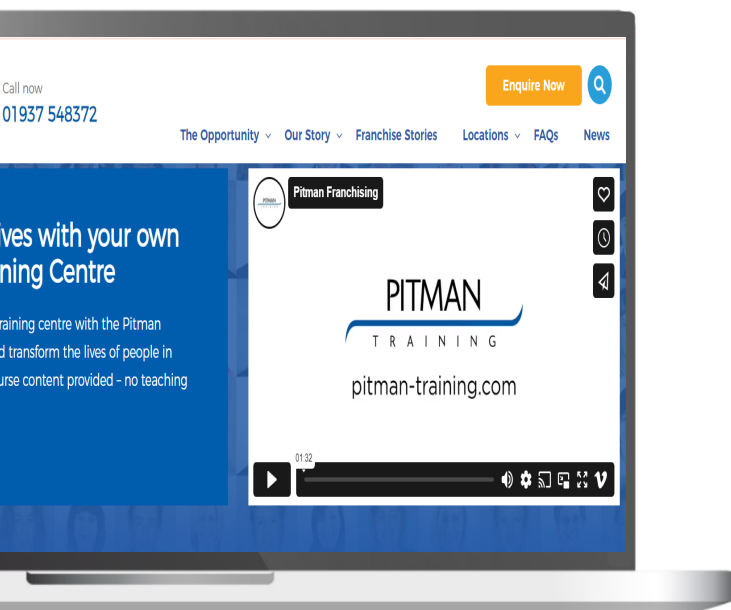 Call now
01937 548372
Enquire Now
The Opportunity
Our Story
Franchise Stories
Locations
FAQs
News
ives with your own
ning Centre
raining centre with the Pitman
d transform the lives of people in
urse content provided – no teaching
PITMAN
TRAINING
Pitman Franchising
PITMAN
TRAINING
pitman-training.com
01:32